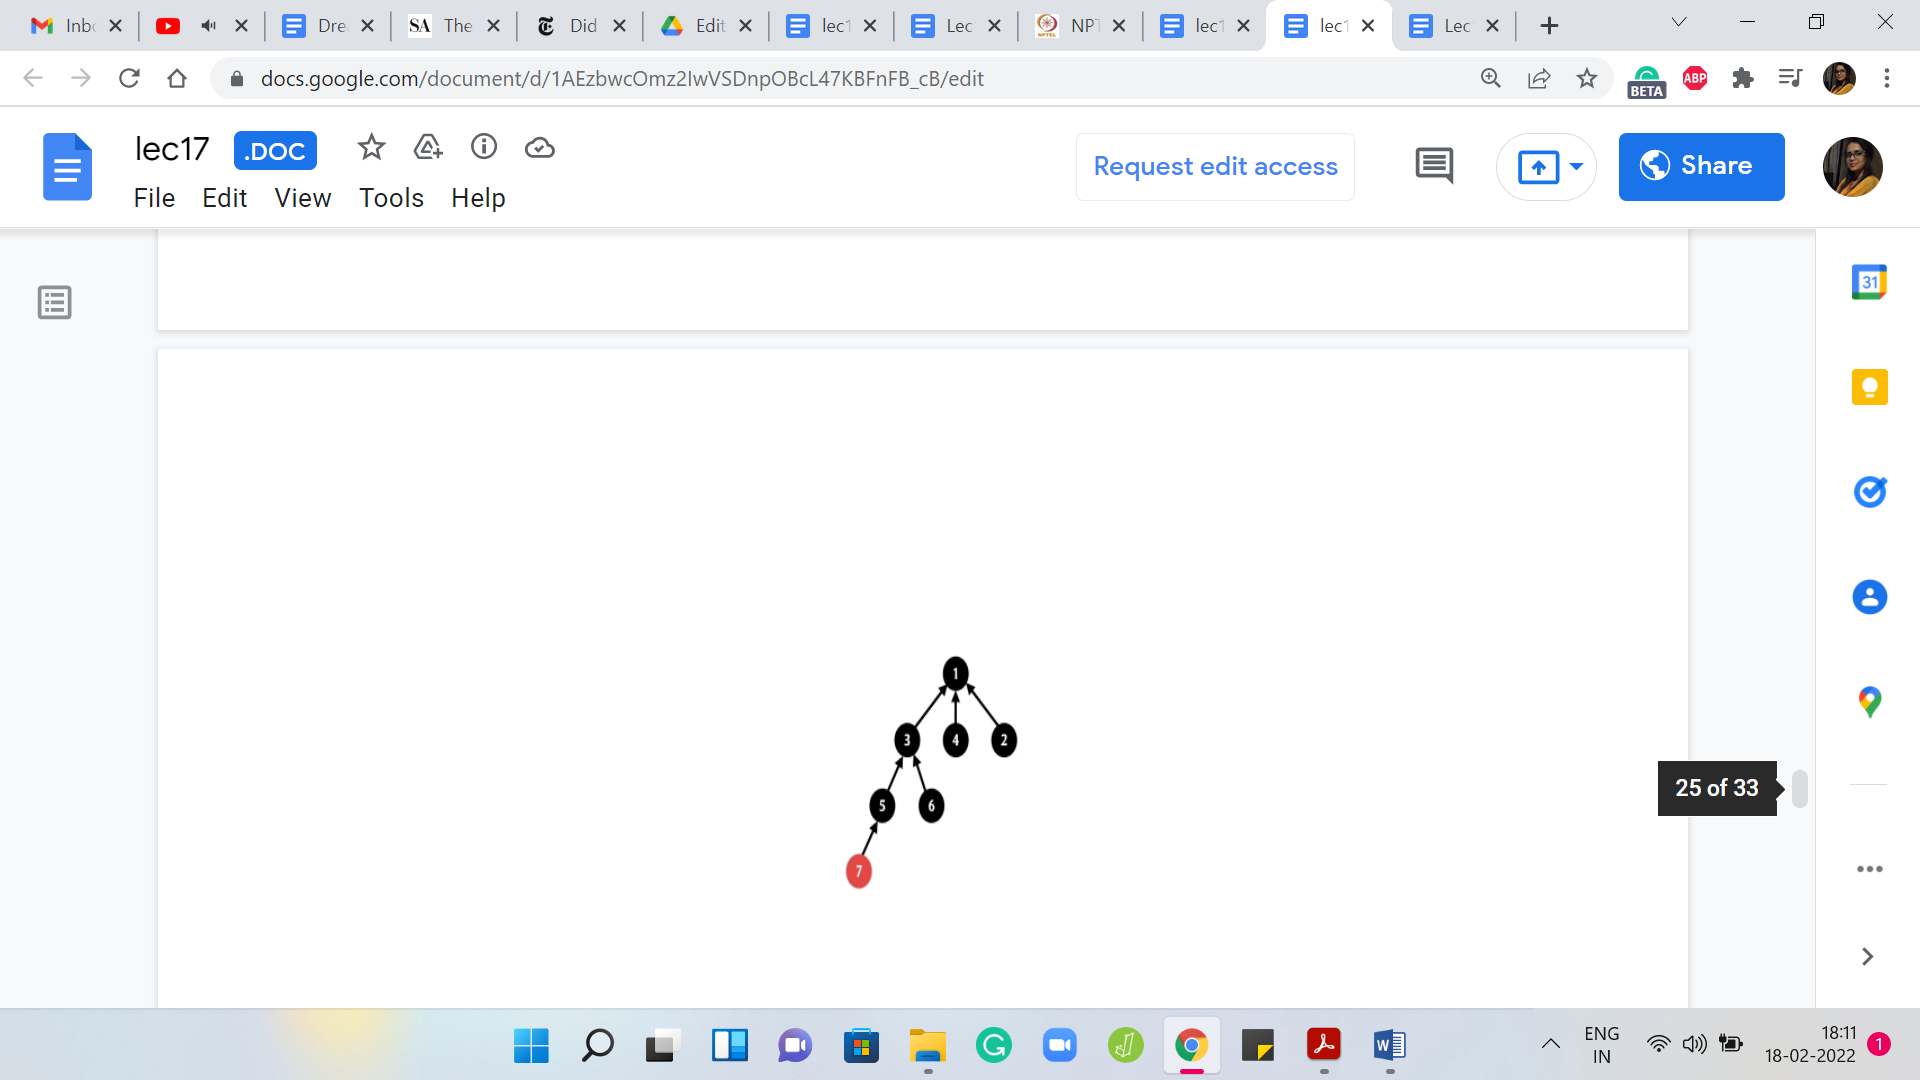 Inbc
Dre
SA The
Did
Edit
lec1
Lec
NPT
lec1
lec1
Lec
docs.google.com/document/d/1AEzbwcOmz2IwVSDnpOBcL47KBFnFB_cB/edit
BETA
ABP
lec17 .DOC
Request edit access
Share
File Edit View Tools Help
31
1
3 4 2
5 6
7
25 of 33
ENG
IN
18:11
18-02-2022
1